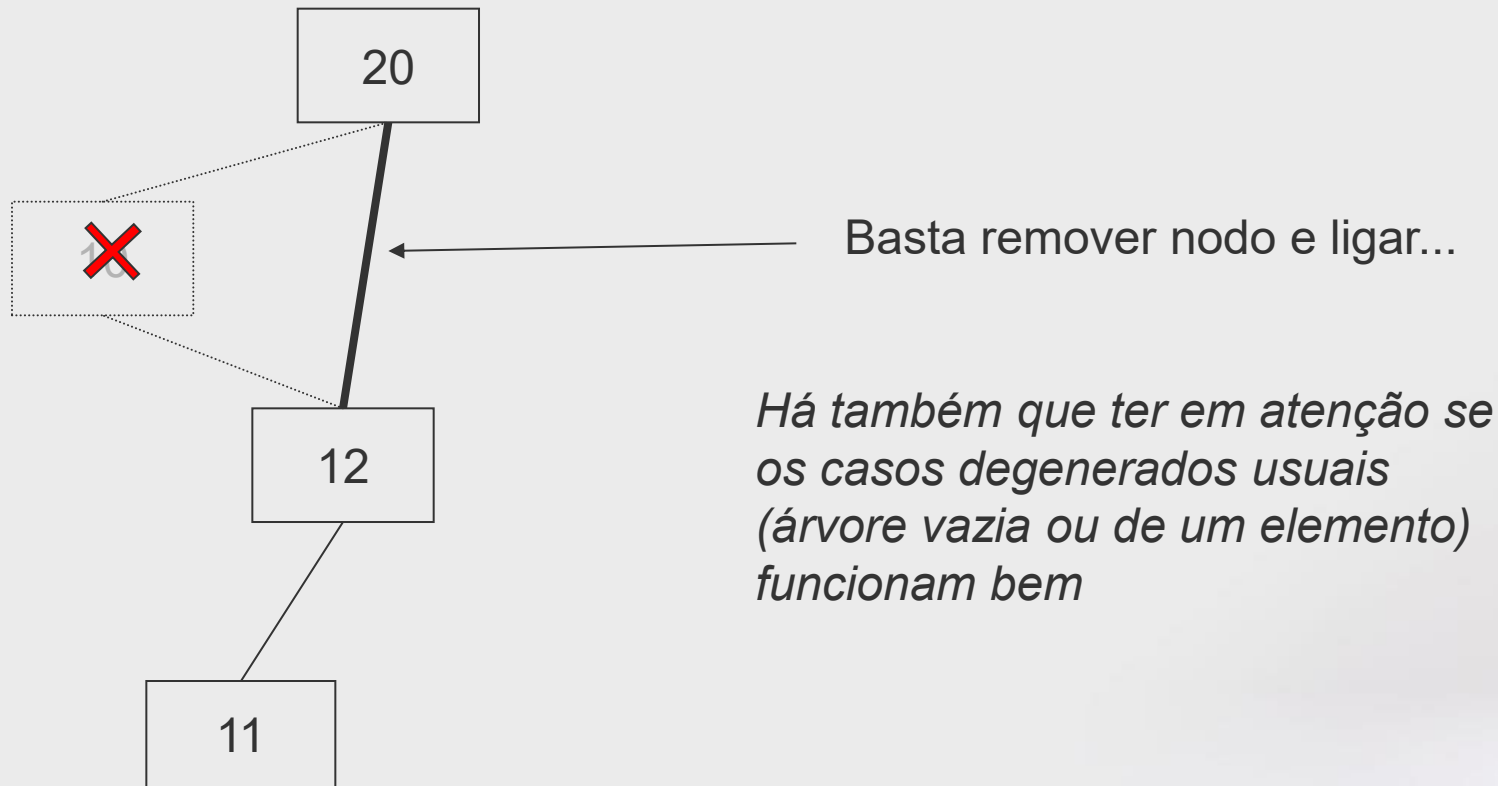 20
Basta remover nodo e ligar...
Há também que ter em atenção se
os casos degenerados usuais
(árvore vazia ou de um elemento)
funcionam bem
12
11